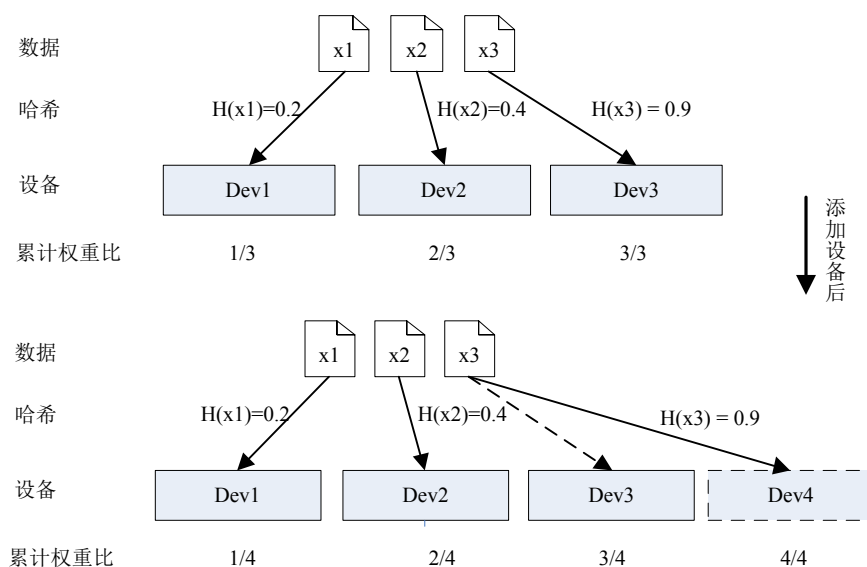 数据 x1 x2 x3
哈希 H(x1)=0.2 H(x2)=0.4 H(x3) = 0.9
设备 Dev1 Dev2 Dev3
累计权重比 1/3 2/3 3/3
添加设备后
数据 x1 x2 x3
哈希 H(x1)=0.2 H(x2)=0.4 H(x3) = 0.9
设备 Dev1 Dev2 Dev3 Dev4
累计权重比 1/4 2/4 3/4 4/4